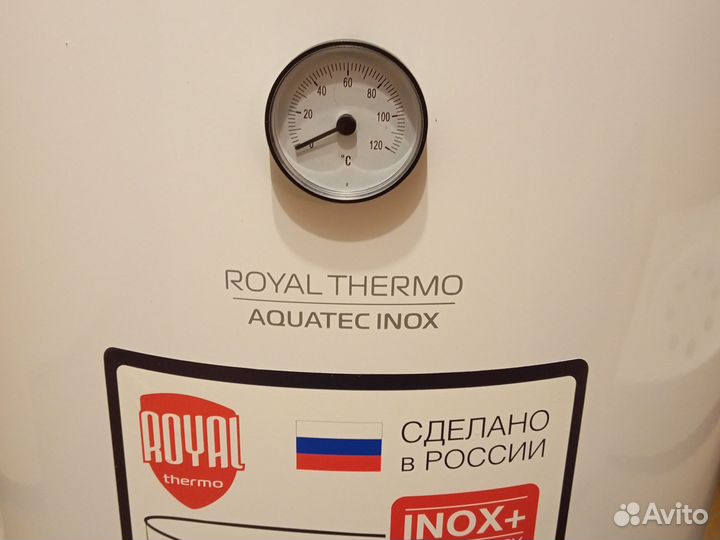 0
20
40
60
80
100
120
°C
ROYAL THERMO
AQUATEC INOX
ROYAL
thermo
СДЕЛАНО
в РОССИИ
INOX+
Avito